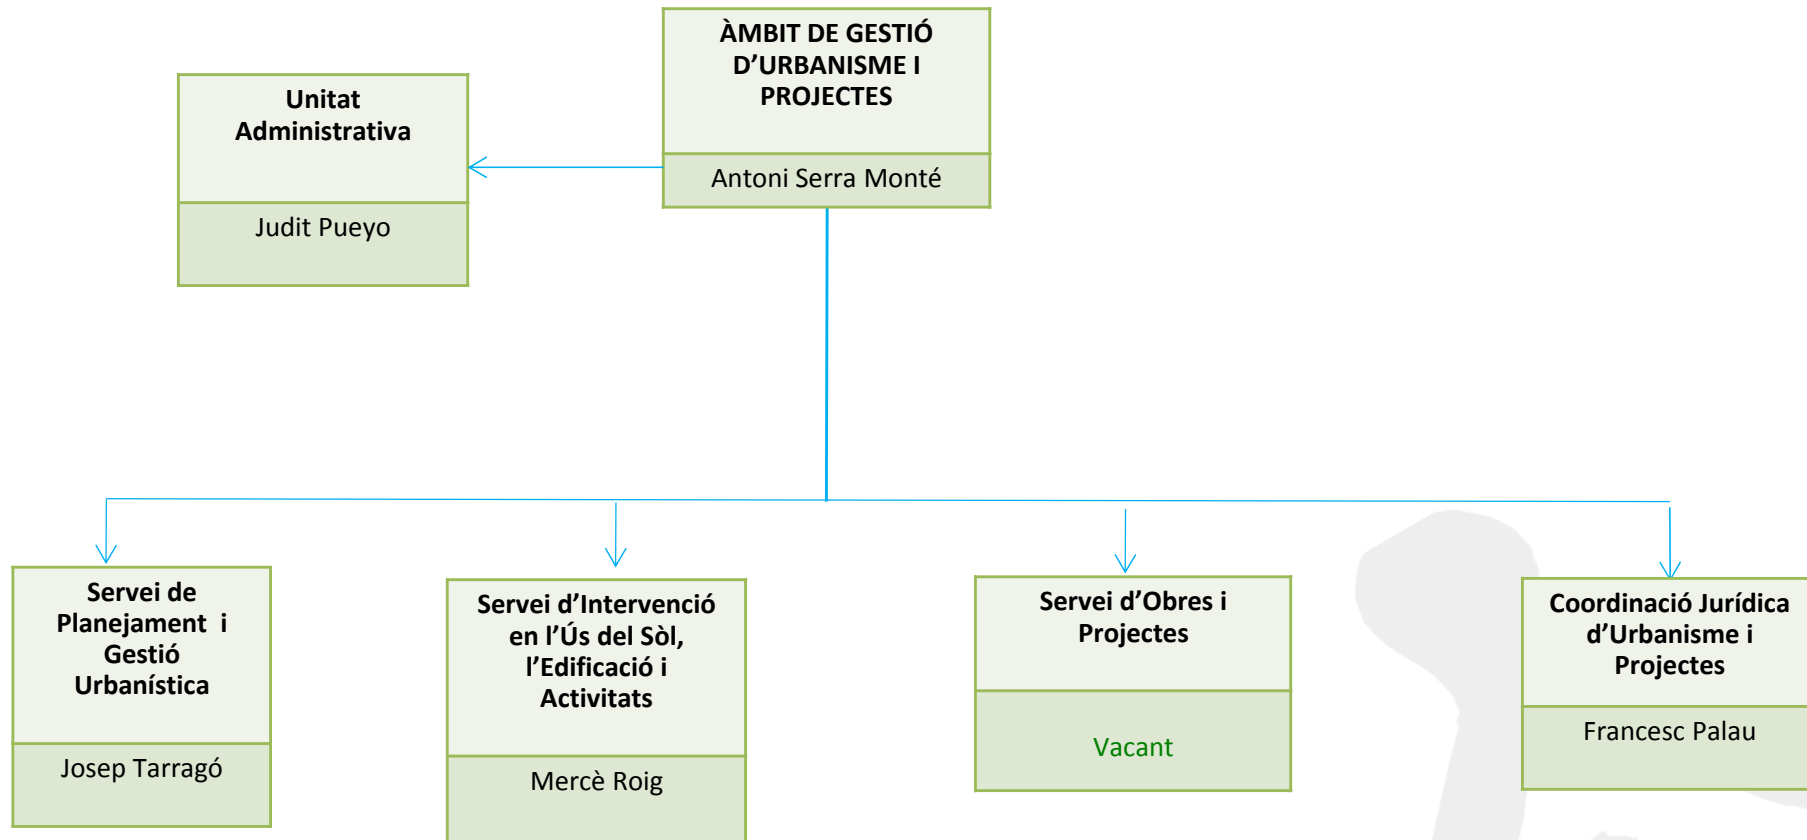 ÀMBIT DE GESTIÓ
D’URBANISME I
PROJECTES
Antoni Serra Monté
Unitat
Administrativa
Judit Pueyo
Servei de
Planejament i
Gestió
Urbanística
Josep Tarragó
Servei d’Intervenció
en l’Ús del Sòl,
l’Edificació i
Activitats
Mercè Roig
Servei d’Obres i
Projectes
Vacant
Coordinació Jurídica
d’Urbanisme i
Projectes
Francesc Palau